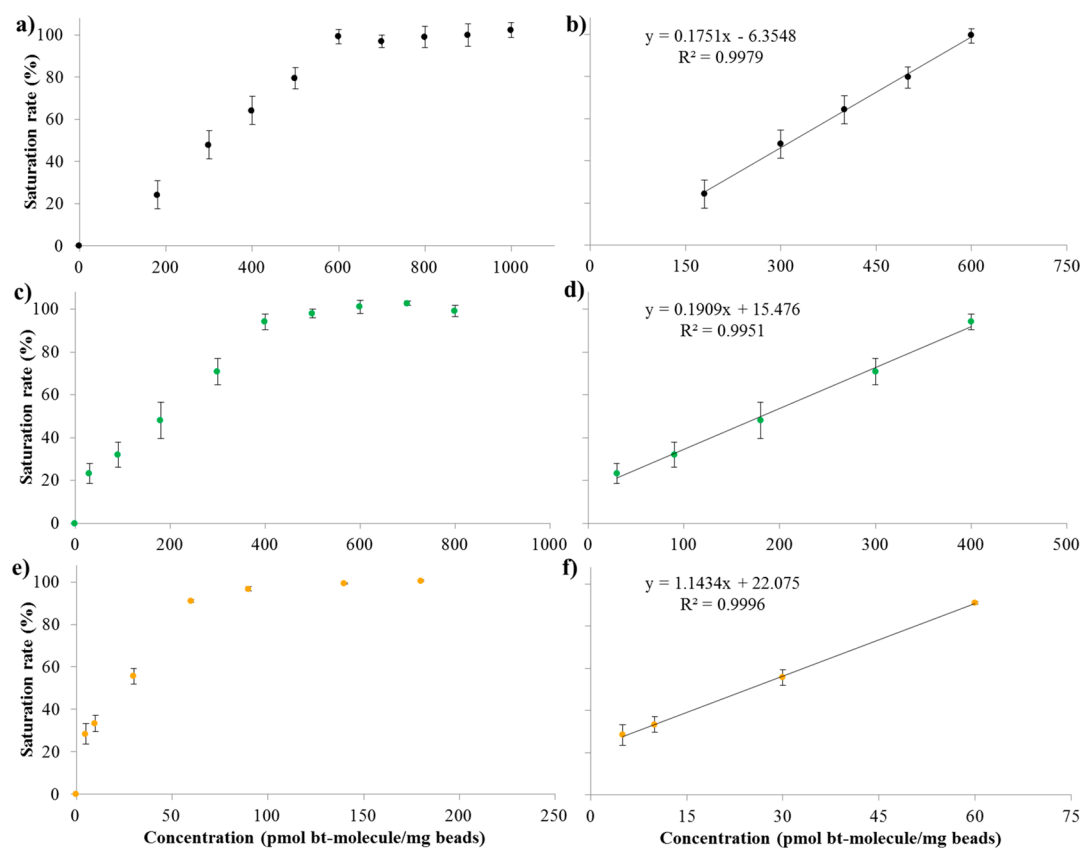 a)
Saturation rate (%)
100
80
60
40
20
0
0 200 400 600 800 1000
b)
y = 0.1751x - 6.3548
R² = 0.9979
0 150 300 450 600 750
c)
Saturation rate (%)
100
80
60
40
20
0
0 200 400 600 800 1000
d)
y = 0.1909x + 15.476
R² = 0.9951
0 100 200 300 400 500
e)
Saturation rate (%)
100
80
60
40
20
0
0 50 100 150 200 250
Concentration (pmol bt-molecule/mg beads)
f)
y = 1.1434x + 22.075
R² = 0.9996
0 15 30 45 60 75
Concentration (pmol bt-molecule/mg beads)